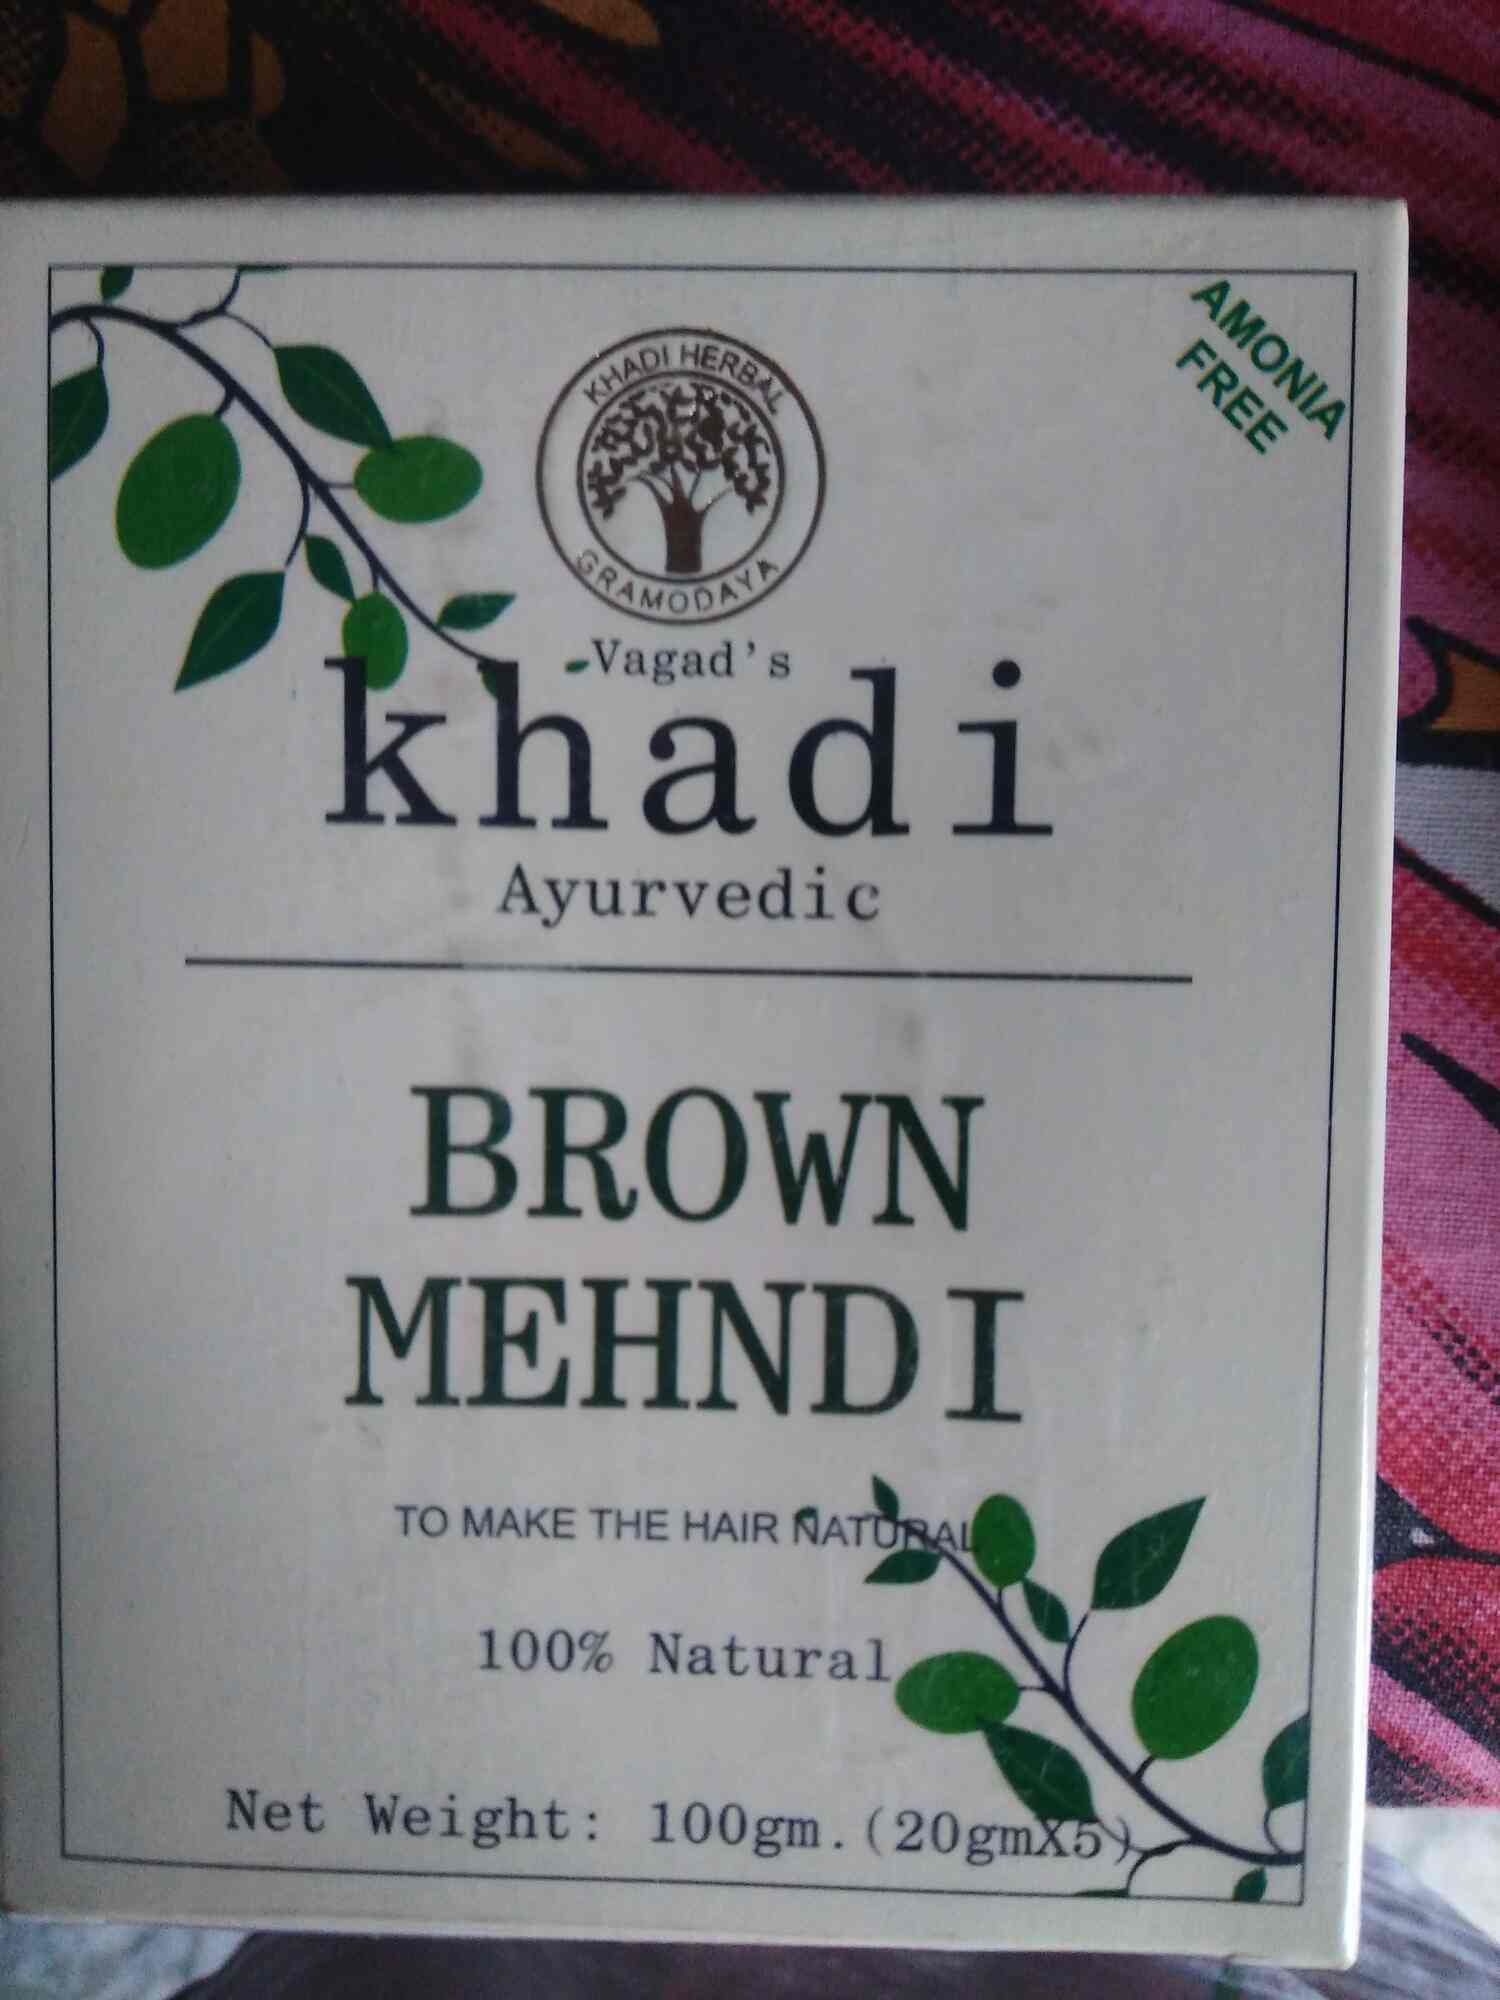 AMONIA
FREE
KHADI HERBAL
GRAMODAYA
Vagad's
khadi
Ayurvedic
BROWN
MEHNDI
TO MAKE THE HAIR NATURAL
100% Natural
Net Weight: 100gm.(20gmX5)